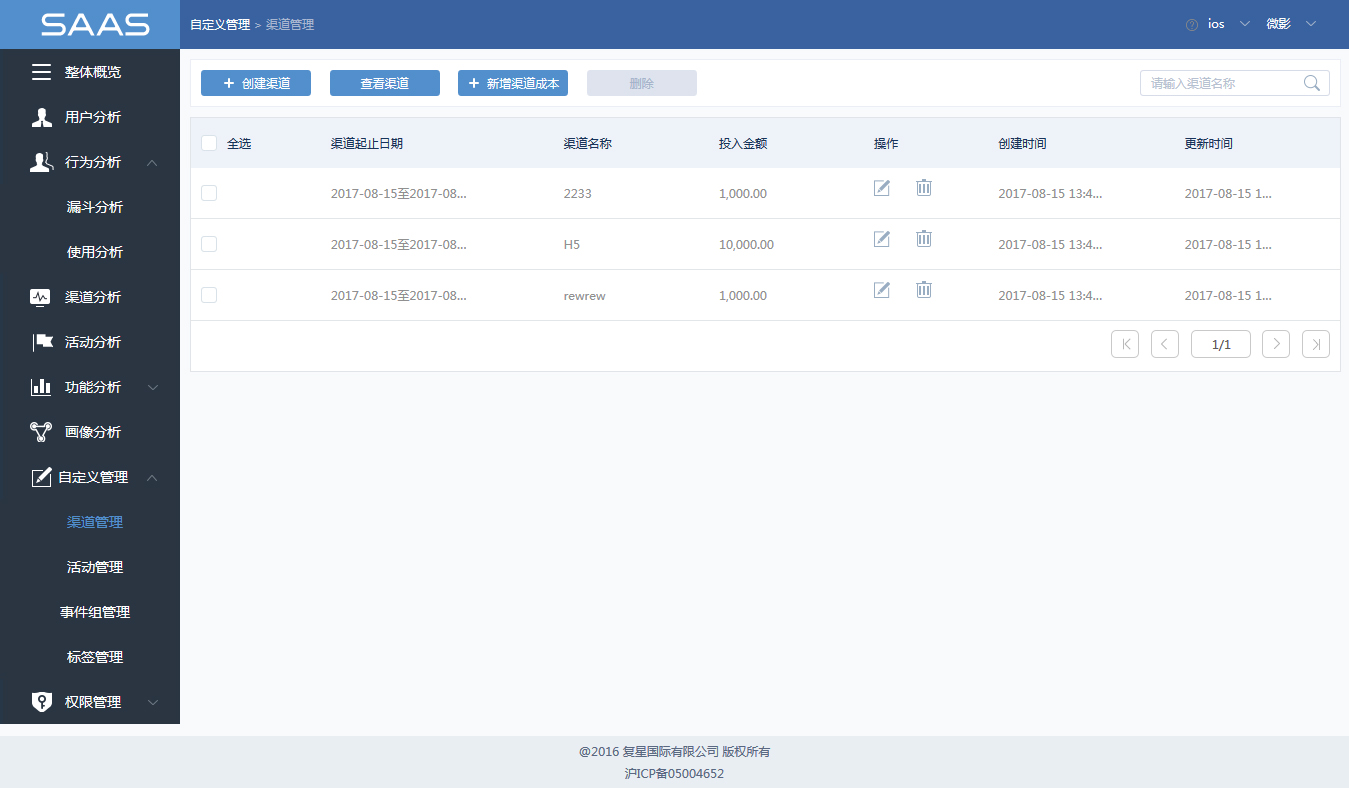 SAAS
自定义管理 > 渠道管理
ios
微影
整体概览
用户分析
行为分析
漏斗分析
使用分析
渠道分析
活动分析
功能分析
画像分析
自定义管理
渠道管理
活动管理
事件组管理
标签管理
权限管理
+ 创建渠道
查看渠道
+ 新增渠道成本
删除
请输入渠道名称
全选 渠道起止日期 渠道名称 投入金额 操作 创建时间 更新时间
2017-08-15至2017-08... 2233 1,000.00 2017-08-15 13:4... 2017-08-15 1...
2017-08-15至2017-08... H5 10,000.00 2017-08-15 13:4... 2017-08-15 1...
2017-08-15至2017-08... rewrew 1,000.00 2017-08-15 13:4... 2017-08-15 1...
1/1
@2016 复星国际有限公司 版权所有
沪ICP备05004652